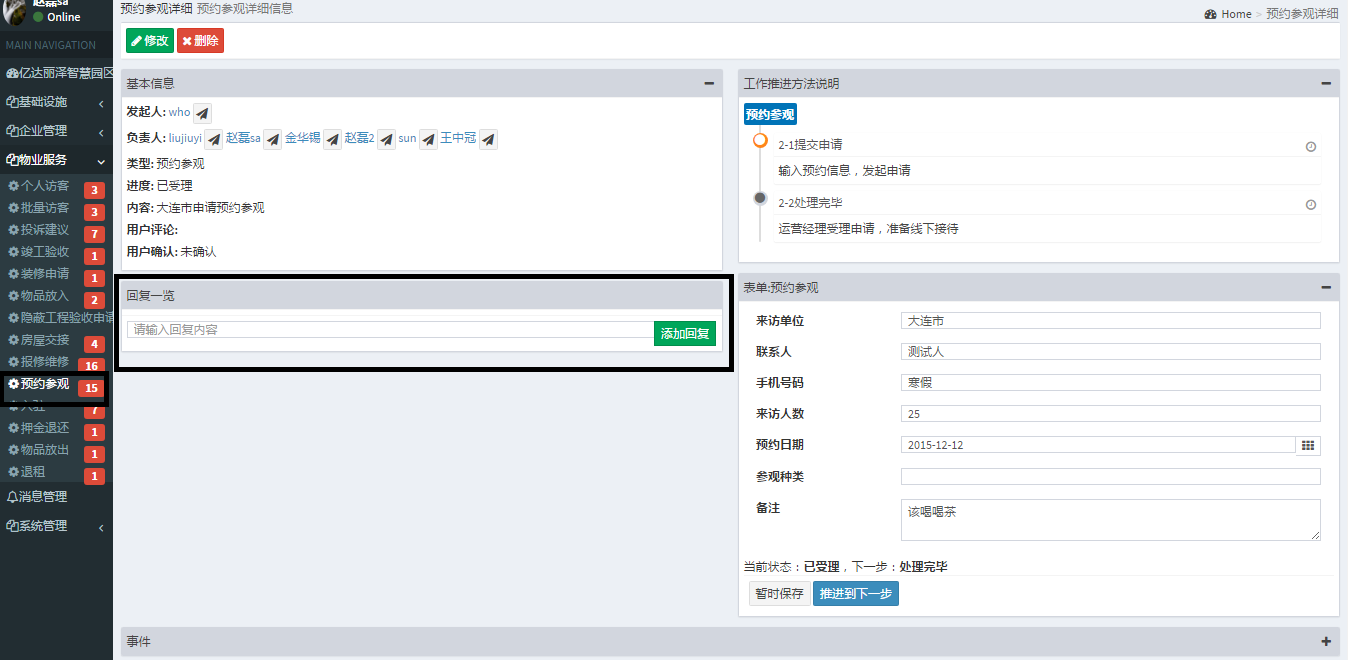 赵磊sa
Online
MAIN NAVIGATION
亿达丽泽智慧园区
基础设施
企业管理
物业服务
个人访客 3
批量访客 3
投诉建议 7
竣工验收 1
装修申请 1
物品放入 2
隐蔽工程验收申请
房屋交接 4
报修维修 16
预约参观 15
入驻 7
押金退还 1
物品放出 1
退租 1
消息管理
系统管理
预约参观详细 预约参观详细信息
Home > 预约参观详细
修改 删除
基本信息
发起人: who
负责人: liujiuyi 赵磊sa 金华锡 赵磊2 sun 王中冠
类型: 预约参观
进度: 已受理
内容: 大连市申请预约参观
用户评论:
用户确认: 未确认
回复一览
请输入回复内容 添加回复
工作推进方法说明
预约参观
2-1提交申请
输入预约信息，发起申请
2-2处理完毕
运营经理受理申请，准备线下接待
表单:预约参观
来访单位 大连市
联系人 测试人
手机号码 寒假
来访人数 25
预约日期 2015-12-12
参观种类
备注 该喝喝茶
当前状态：已受理，下一步：处理完毕
暂时保存 推进到下一步
事件